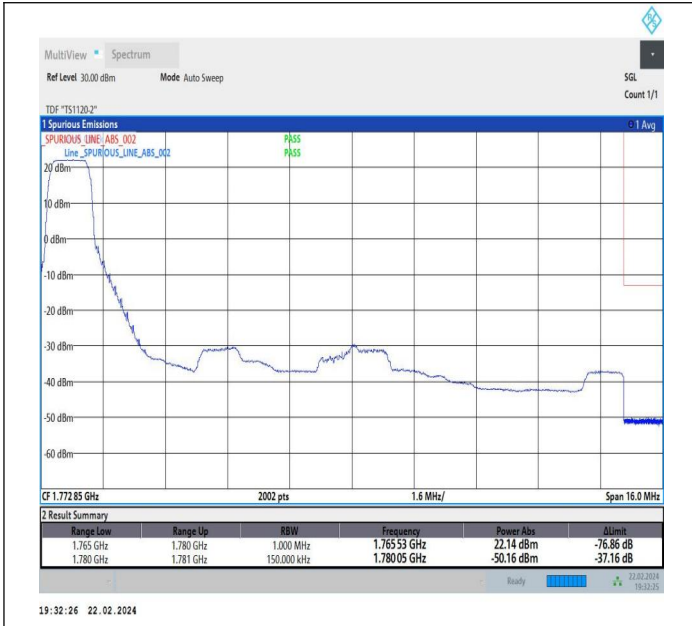 R S
MultiView Spectrum
Ref Level 30.00 dBm Mode Auto Sweep SGL
Count 1/1
TDF "TS1120-2"
1 Spurious Emissions 1 Avg
SPURIOUS_LINE_ABS_002 PASS
Line _SPURIOUS_LINE_ABS_002 PASS
20 dBm
10 dBm
0 dBm
-10 dBm
-20 dBm
-30 dBm
-40 dBm
-50 dBm
-60 dBm
CF 1.772 85 GHz 2002 pts 1.6 MHz/ Span 16.0 MHz
2 Result Summary
Range Low Range Up RBW Frequency Power Abs ΔLimit
1.765 GHz 1.780 GHz 1.000 MHz 1.765 53 GHz 22.14 dBm -76.86 dB
1.780 GHz 1.781 GHz 150.000 kHz 1.780 05 GHz -50.16 dBm -37.16 dB
Ready 22.02.2024
19:32:25
19:32:26 22.02.2024